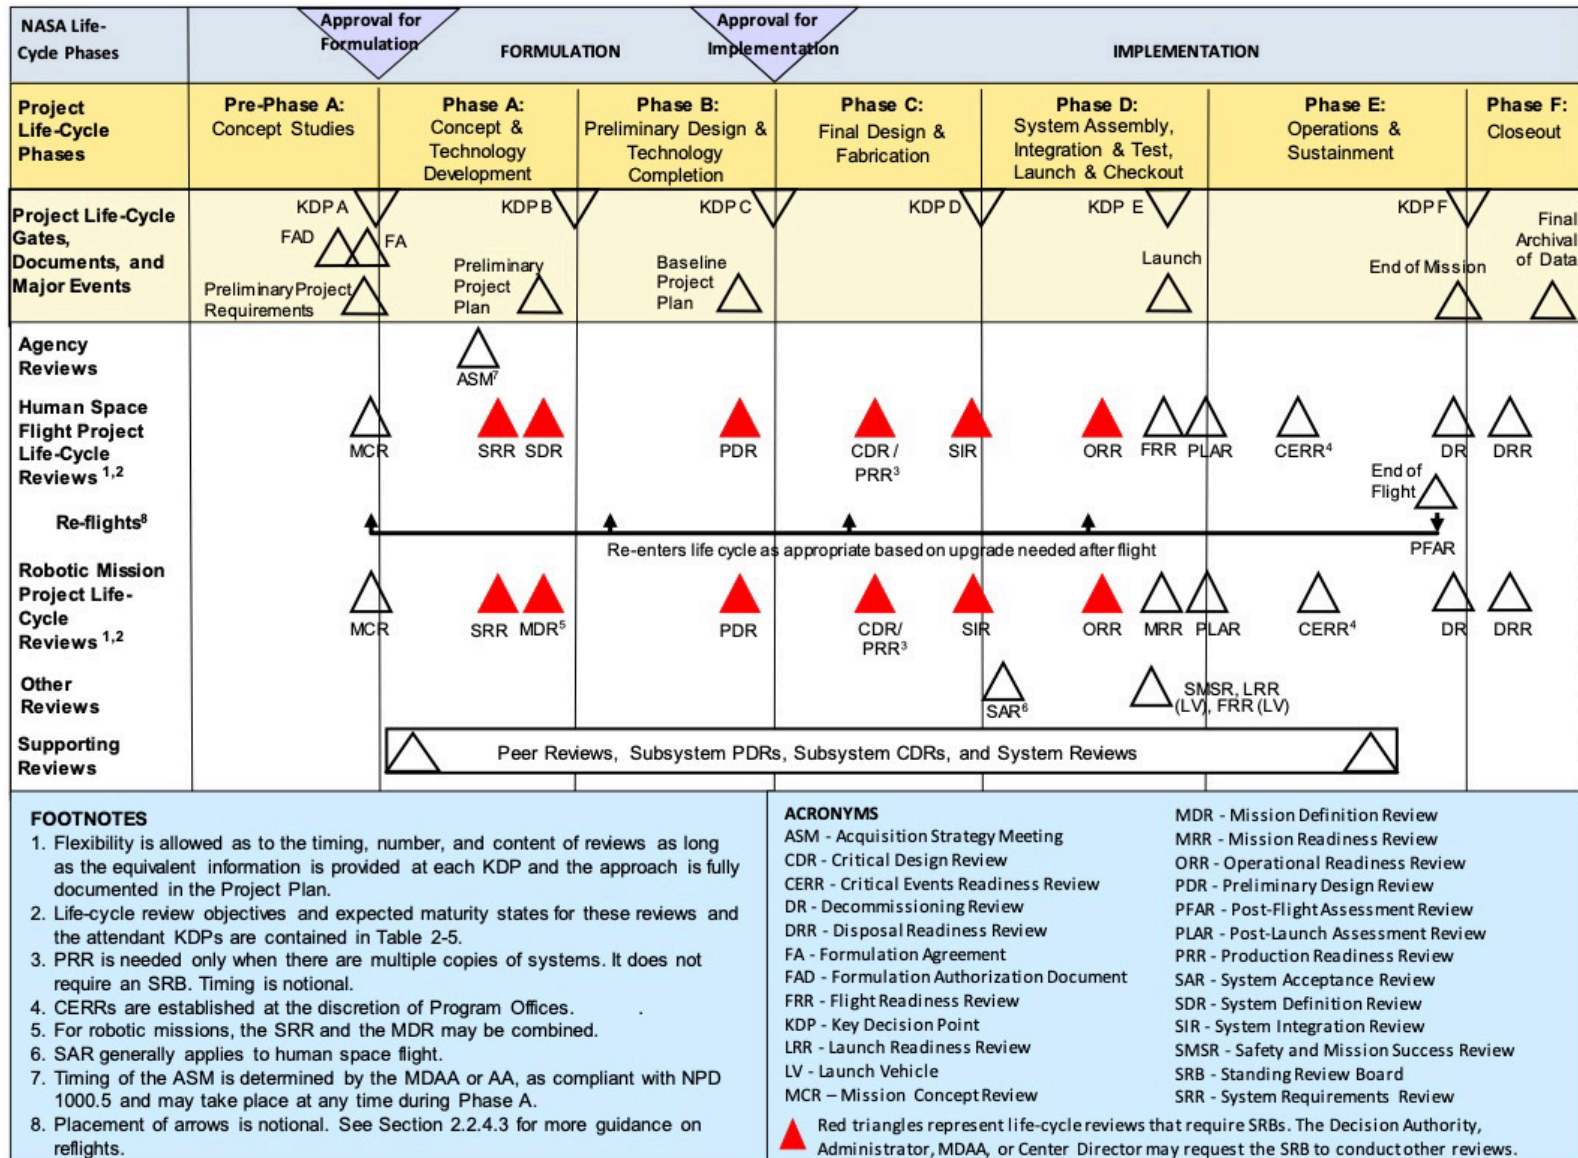 NASA Life-
Cycle Phases
Approval for
Formulation
FORMULATION
Approval for
Implementation
IMPLEMENTATION
Project
Life-Cycle
Phases
Pre-Phase A:
Concept Studies
Phase A:
Concept &
Technology
Development
Phase B:
Preliminary Design &
Technology
Completion
Phase C:
Final Design &
Fabrication
Phase D:
System Assembly,
Integration & Test,
Launch & Checkout
Phase E:
Operations &
Sustainment
Phase F:
Closeout
Project Life-Cycle
Gates,
Documents, and
Major Events
KDP A
FAD
FA
Preliminary Project
Requirements
KDP B
Preliminary
Project
Plan
KDP C
Baseline
Project
Plan
KDP D
KDP E
Launch
KDP F
End of Mission
Final
Archival
of Data
Agency
Reviews
ASM7
Human Space
Flight Project
Life-Cycle
Reviews 1,2
MCR
SRR
SDR
PDR
CDR /
PRR3
SIR
ORR
FRR
PLAR
CERR4
DR
DRR
End of
Flight
Re-flights8
Re-enters life cycle as appropriate based on upgrade needed after flight
PFAR
Robotic Mission
Project Life-
Cycle
Reviews 1,2
MCR
SRR
MDR5
PDR
CDR/
PRR3
SIR
ORR
MRR
PLAR
CERR4
DR
DRR
Other
Reviews
SAR6
SMSR, LRR
(LV), FRR (LV)
Supporting
Reviews
Peer Reviews, Subsystem PDRs, Subsystem CDRs, and System Reviews
FOOTNOTES
1. Flexibility is allowed as to the timing, number, and content of reviews as long
as the equivalent information is provided at each KDP and the approach is fully
documented in the Project Plan.
2. Life-cycle review objectives and expected maturity states for these reviews and
the attendant KDPs are contained in Table 2-5.
3. PRR is needed only when there are multiple copies of systems. It does not
require an SRB. Timing is notional.
4. CERRs are established at the discretion of Program Offices. .
5. For robotic missions, the SRR and the MDR may be combined.
6. SAR generally applies to human space flight.
7. Timing of the ASM is determined by the MDAA or AA, as compliant with NPD
1000.5 and may take place at any time during Phase A.
8. Placement of arrows is notional. See Section 2.2.4.3 for more guidance on
reflights.
ACRONYMS
ASM - Acquisition Strategy Meeting
CDR - Critical Design Review
CERR - Critical Events Readiness Review
DR - Decommissioning Review
DRR - Disposal Readiness Review
FA - Formulation Agreement
FAD - Formulation Authorization Document
FRR - Flight Readiness Review
KDP - Key Decision Point
LRR - Launch Readiness Review
LV - Launch Vehicle
MCR – Mission Concept Review
MDR - Mission Definition Review
MRR - Mission Readiness Review
ORR - Operational Readiness Review
PDR - Preliminary Design Review
PFAR - Post-Flight Assessment Review
PLAR - Post-Launch Assessment Review
PRR - Production Readiness Review
SAR - System Acceptance Review
SDR - System Definition Review
SIR - System Integration Review
SMSR - Safety and Mission Success Review
SRB - Standing Review Board
SRR - System Requirements Review
Red triangles represent life-cycle reviews that require SRBs. The Decision Authority,
Administrator, MDAA, or Center Director may request the SRB to conduct other reviews.